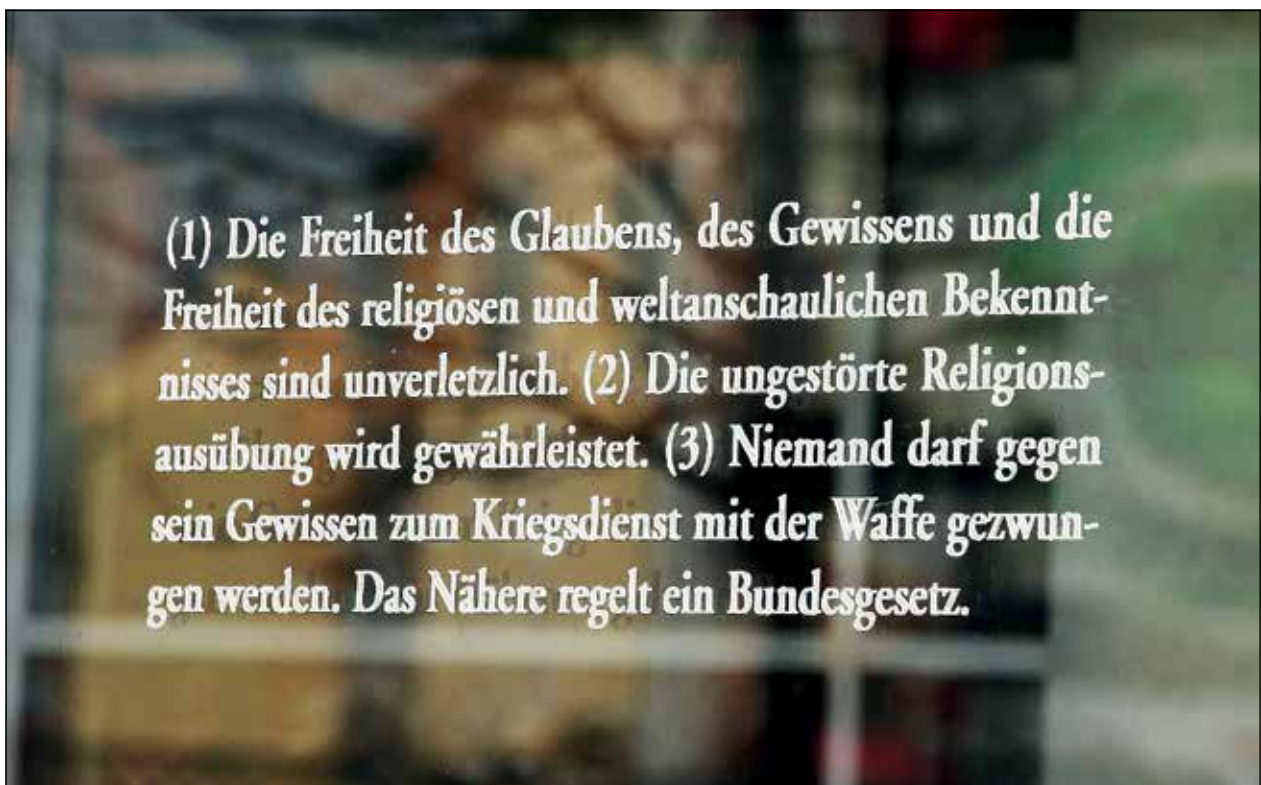 (1) Die Freiheit des Glaubens, des Gewissens und die
Freiheit des religiösen und weltanschaulichen Bekennt-
nisses sind unverletzlich. (2) Die ungestörte Religions-
ausübung wird gewährleistet. (3) Niemand darf gegen
sein Gewissen zum Kriegsdienst mit der Waffe gezwun-
gen werden. Das Nähere regelt ein Bundesgesetz.